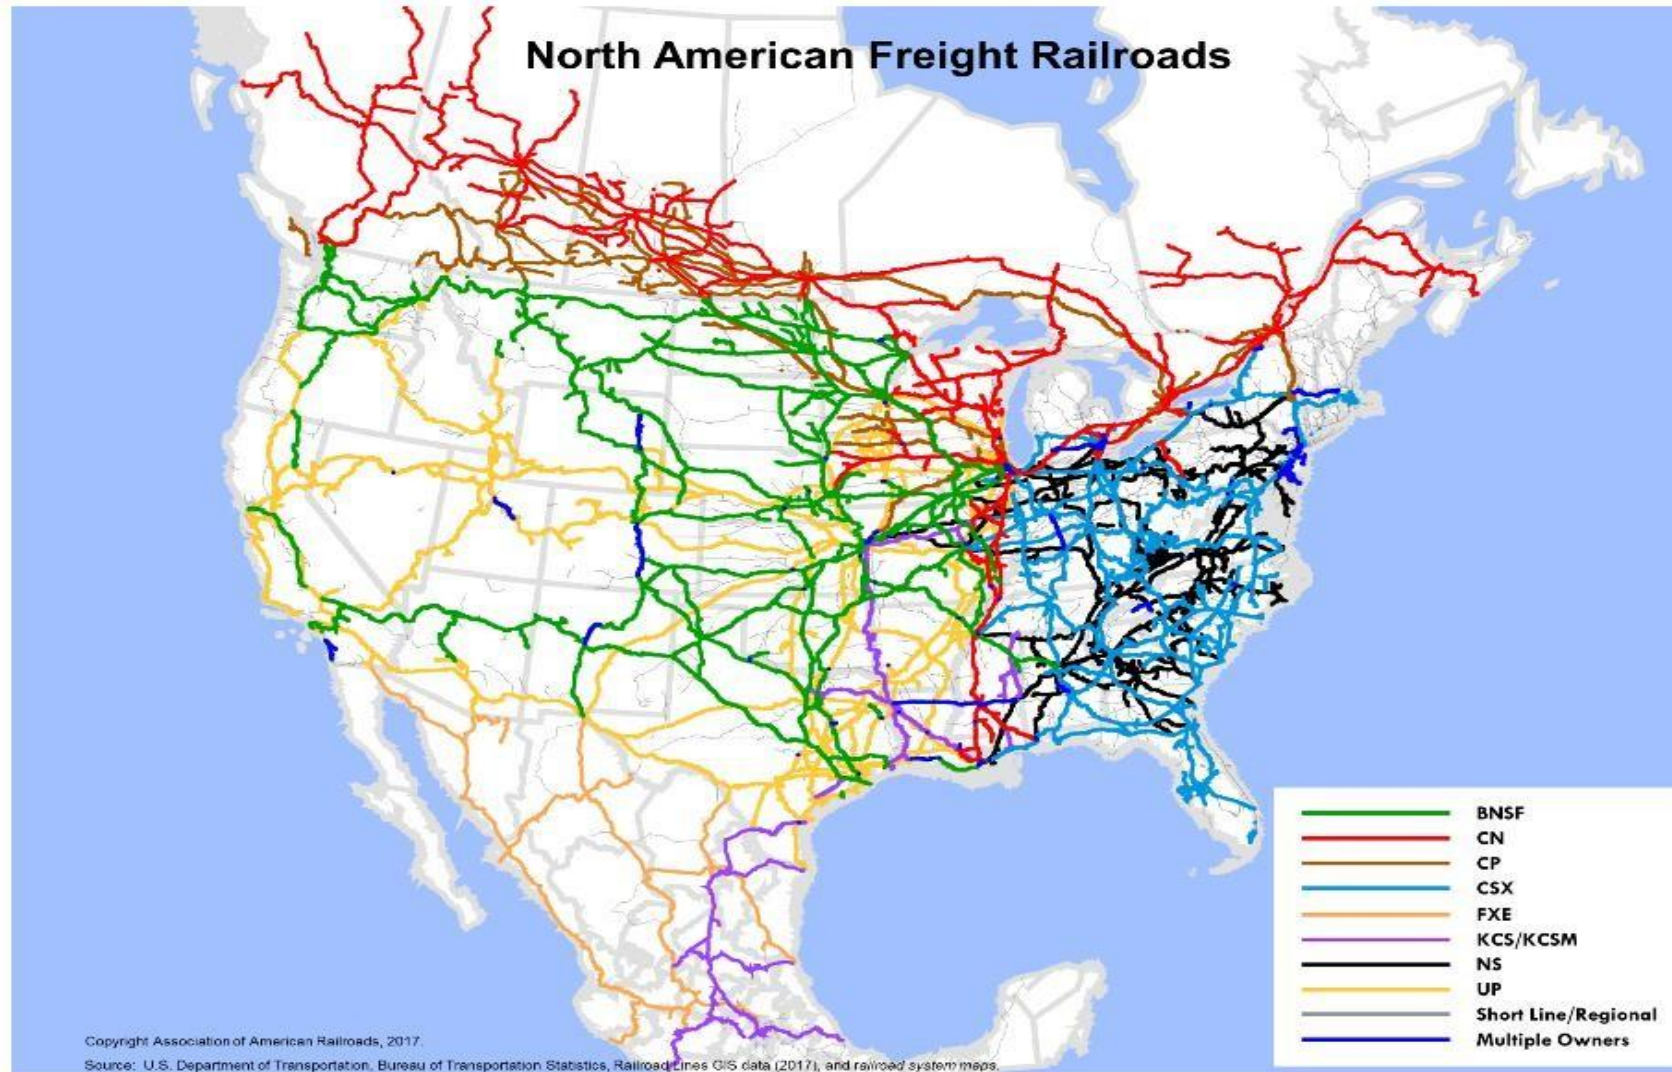 North American Freight Railroads
BNSF
CN
CP
CSX
FXE
KCS/KCSM
NS
UP
Short Line/Regional
Multiple Owners
Copyright Association of American Railroads, 2017.
Source: U.S. Department of Transportation, Bureau of Transportation Statistics, Railroad Lines GIS data (2017), and railroad system maps.